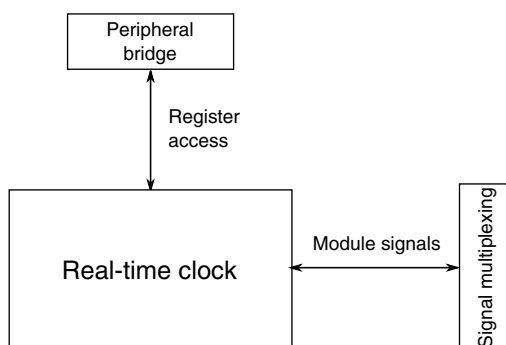 Peripheral
bridge
Register
access
Real-time clock
Module signals
Signal multiplexing